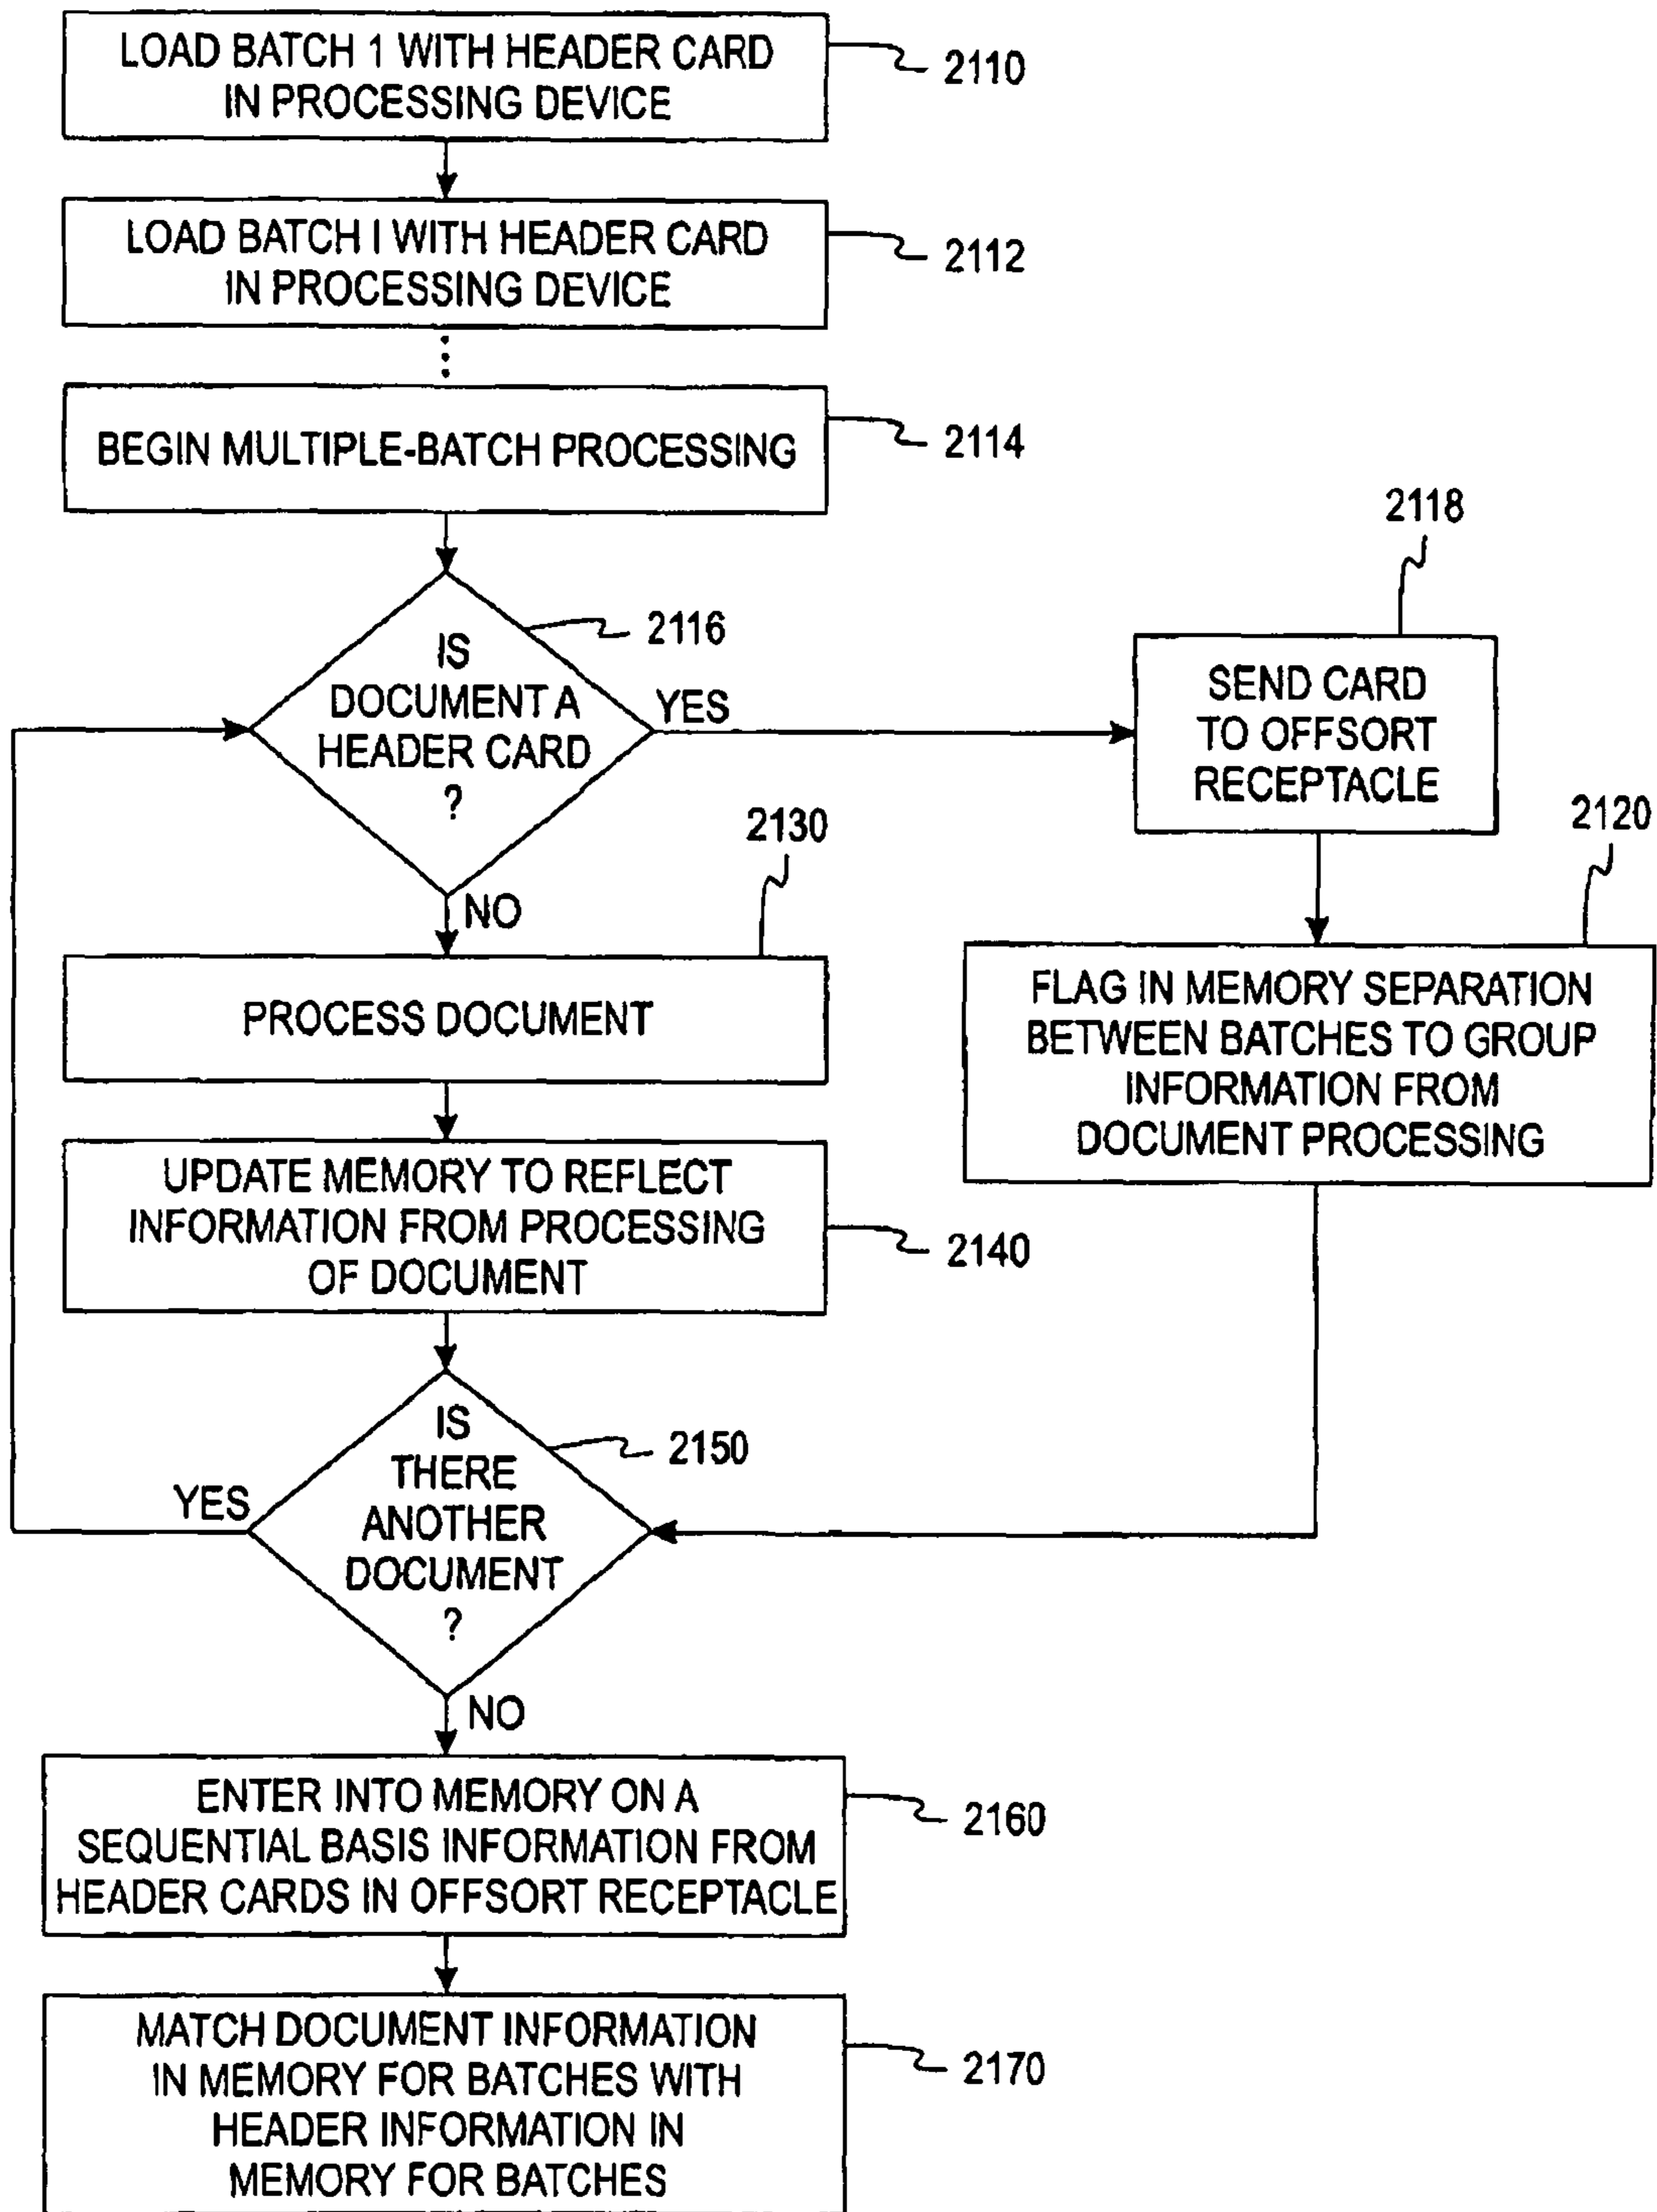 LOAD BATCH 1 WITH HEADER CARD
IN PROCESSING DEVICE
2110
LOAD BATCH I WITH HEADER CARD
IN PROCESSING DEVICE
2112
BEGIN MULTIPLE-BATCH PROCESSING
2114
IS
DOCUMENT A
HEADER CARD
?
2116
YES
2118
SEND CARD
TO OFFSORT
RECEPTACLE
NO
2130
PROCESS DOCUMENT
2120
FLAG IN MEMORY SEPARATION
BETWEEN BATCHES TO GROUP
INFORMATION FROM
DOCUMENT PROCESSING
UPDATE MEMORY TO REFLECT
INFORMATION FROM PROCESSING
OF DOCUMENT
2140
IS
THERE
ANOTHER
DOCUMENT
?
2150
YES
NO
ENTER INTO MEMORY ON A
SEQUENTIAL BASIS INFORMATION FROM
HEADER CARDS IN OFFSORT RECEPTACLE
2160
MATCH DOCUMENT INFORMATION
IN MEMORY FOR BATCHES WITH
HEADER INFORMATION IN
MEMORY FOR BATCHES
2170